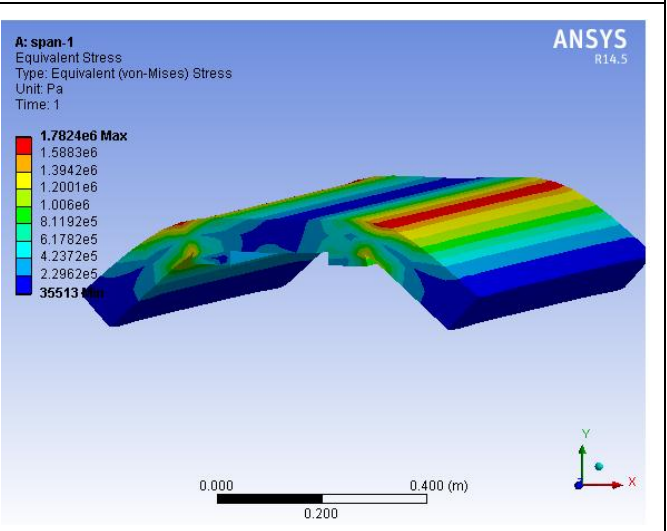 A: span-1
Equivalent Stress
Type: Equivalent (von-Mises) Stress
Unit: Pa
Time: 1
ANSYS
R14.5
1.7824e6 Max
1.5883e6
1.3942e6
1.2001e6
1.006e6
8.1192e5
6.1782e5
4.2372e5
2.2962e5
35513
0.000 0.400 (m)
0.200
Y
X